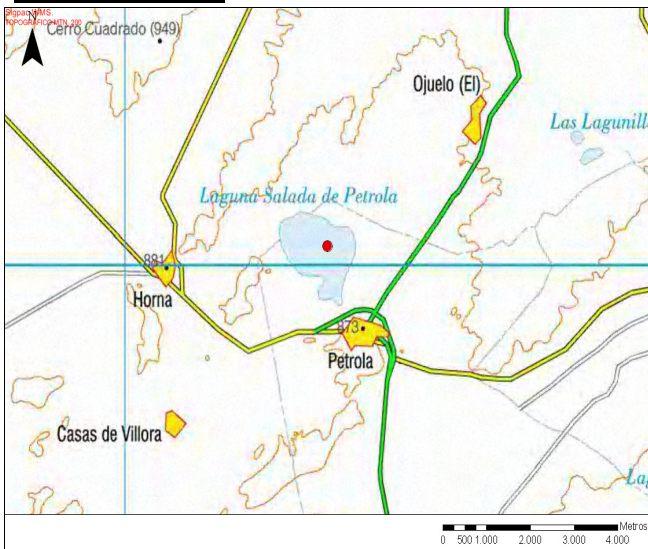 Sigpac WMS.
TOPOGRAFICO MTN_200
N
Cerro Cuadrado (949)
Ojuelo (El)
Las Lagunill
Laguna Salada de Petrola
881
Horna
873
Petrola
Casas de Villora
Lag
Metros
0 500 1.000 2.000 3.000 4.000